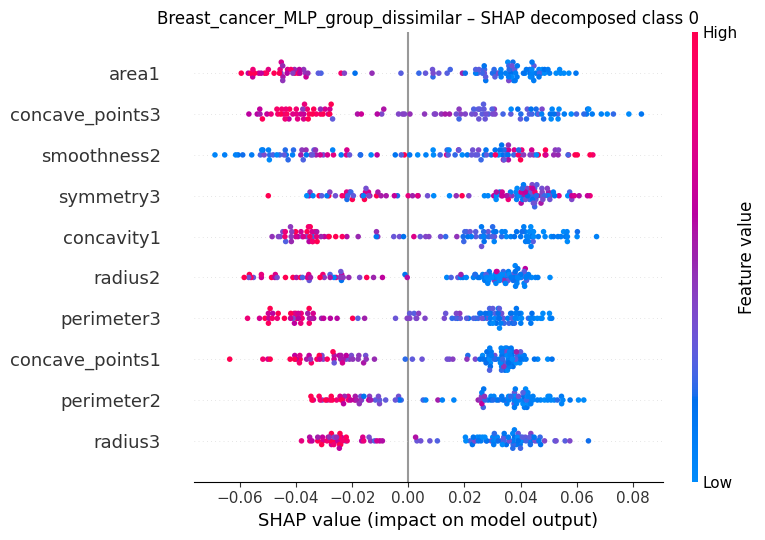 Breast_cancer_MLP_group_dissimilar – SHAP decomposed class 0
High
area1
concave_points3
smoothness2
symmetry3
concavity1
radius2
perimeter3
concave_points1
perimeter2
radius3
Feature value
Low
−0.06 −0.04 −0.02 0.00 0.02 0.04 0.06 0.08
SHAP value (impact on model output)